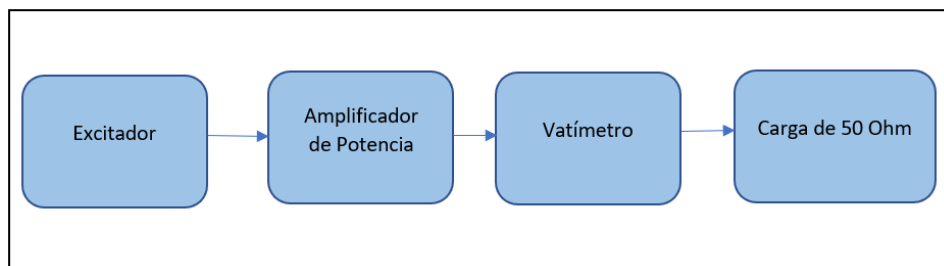 Excitador
Amplificador
de Potencia
Vatímetro
Carga de 50 Ohm